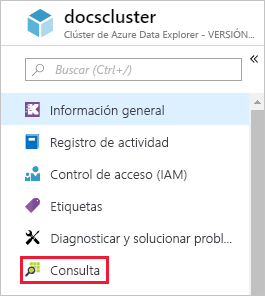 docscluster
Clúster de Azure Data Explorer - VERSIÓN...
Buscar (Ctrl+/)
Información general
Registro de actividad
Control de acceso (IAM)
Etiquetas
Diagnosticar y solucionar probl...
Consulta